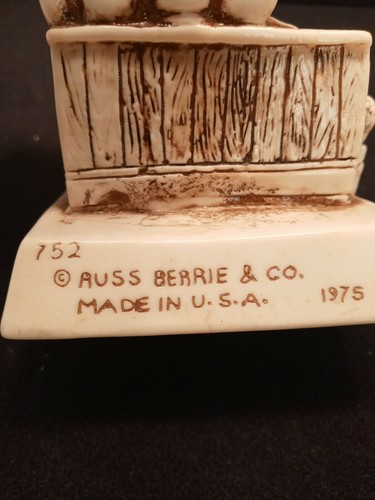 752
© RUSS BERRIE & CO.
MADE IN U.S.A. 1975